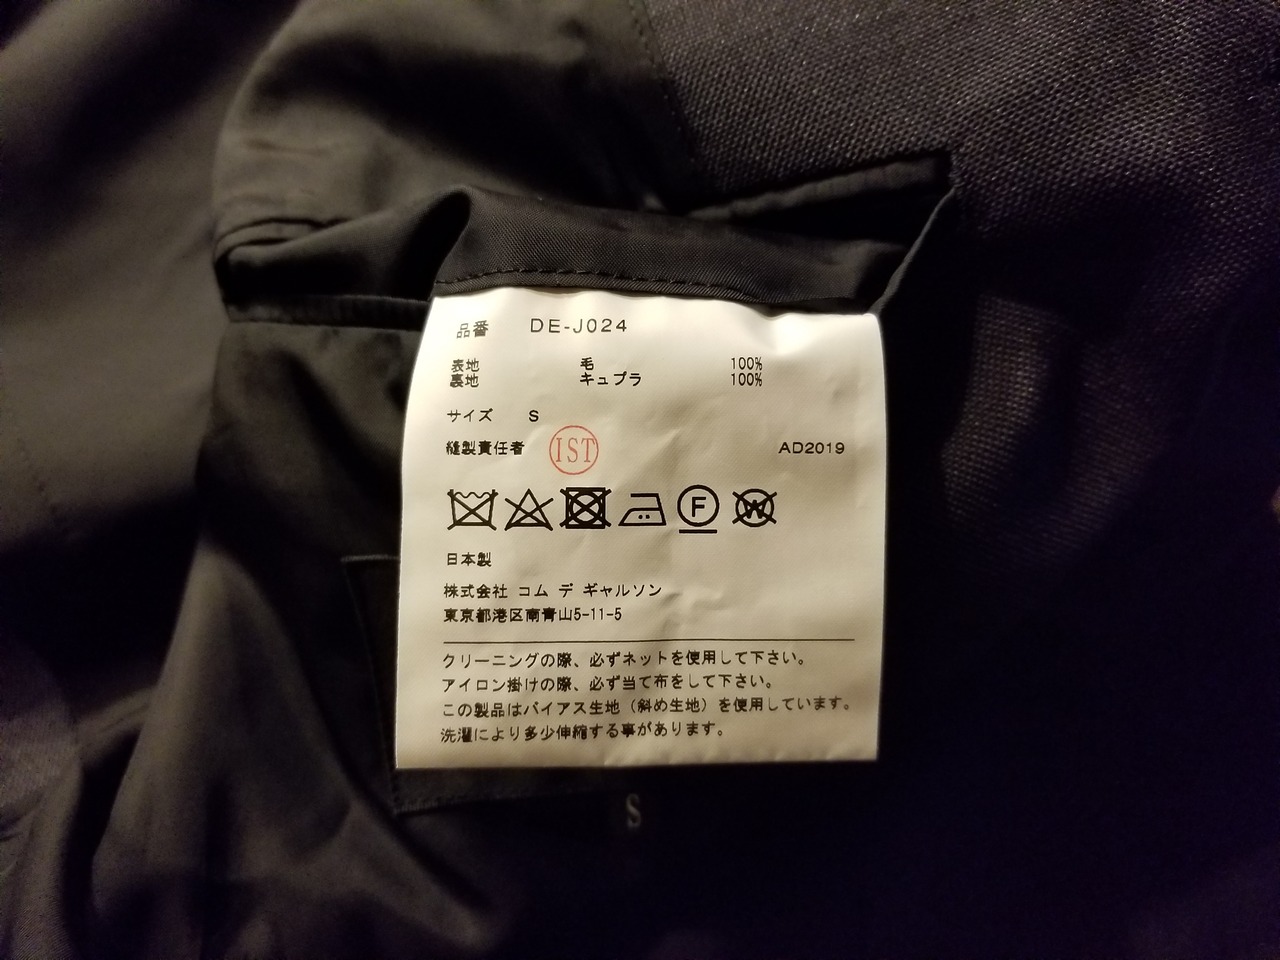 品番 DE-J024
表地 毛 100%
裏地 キュプラ 100%
サイズ S
縫製責任者 IST AD2019
F W
日本製
株式会社 コム デ ギャルソン
東京都港区南青山5-11-5
クリーニングの際、必ずネットを使用して下さい。
アイロン掛けの際、必ず当て布をして下さい。
この製品はバイアス生地（斜め生地）を使用しています。
洗濯により多少伸縮する事があります。
S